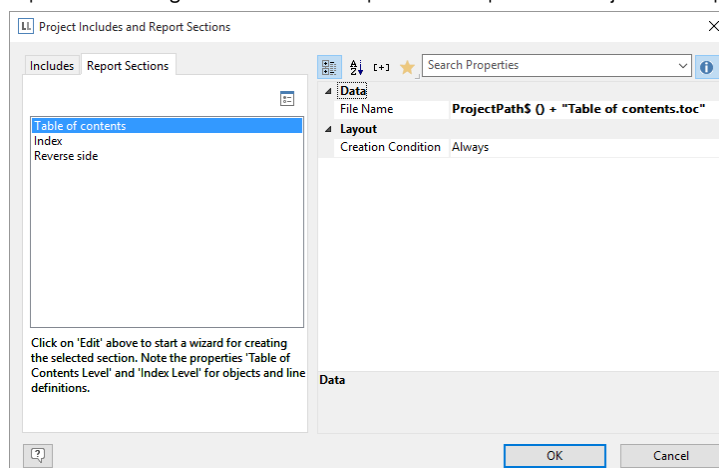 LL Project Includes and Report Sections
Includes Report Sections
Search Properties
Data
File Name ProjectPath$ () + "Table of contents.toc"
Layout
Creation Condition Always
Table of contents
Index
Reverse side
Click on 'Edit' above to start a wizard for creating
the selected section. Note the properties 'Table of
Contents Level' and 'Index Level' for objects and line
definitions.
Data
OK Cancel